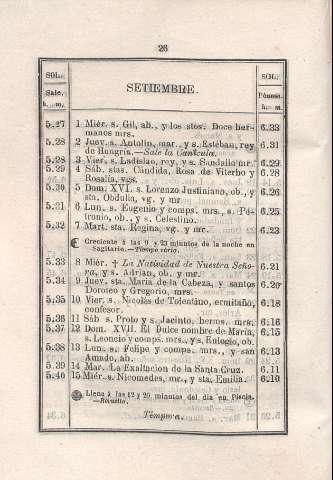 26
SOL. SETIEMBRE. SOL.
Sale. Pónese.
h. m. h. m.
5.27 1 Miér. s. Gil, ab., y los stos. Doce her- 6.33
manos mrs.
5.28 2 Juev. s. Antolin, mar., y s. Estéban, rey 6.31
de Hungría.—Sale la Canícula.
5.28 3 Vier. s. Ladislao, rey, y s. Sandalio mr. 6.29
5.29 4 Sáb. stas. Cándida, Rosa de Viterbo y 6.28
Rosalía, vgs.
5.30 5 Dom. XVI. s. Lorenzo Justiniano, ob., y 6.26
sta. Obdulia, vg. y mr.
5.31 6 Lun. s. Eugenio y comps. mrs., s. Pe- 6.25
tronio, ob., y s. Celestino.
5.32 7 Mart. sta. Regina, vg. y mr. 6.23
Creciente á las 9 y 23 minutos de la noche en
Sagitario.—Tiempo vário.
5.33 8 Miér. † La Natividad de Nuestra Seño- 6.21
ra, y s. Adrian, ob. y mr.
5.34 9 Juev. sta. María de la Cabeza, y santos 6.20
Doroteo y Gregorio, mrs.
5.35 10 Vier. s. Nicolás de Tolentino, ermitaño, 6.18
confesor.
5.36 11 Sáb. s. Proto y s. Jacinto, herms. mrs. 6.16
5.37 12 Dom. XVII. El Dulce nombre de María, 6.15
s. Leoncio y comps. mrs., y s. Eulogio, ob.
5.38 13 Lun. s. Felipe y comps. mrs., y san 6.13
Amado, ab.
5.39 14 Mar. La Exaltacion de la Santa Cruz. 6.11
5.40 15 Miér. s. Nicomedes, mr., y sta. Emilia. 6.10
Llena á las 12 y 20 minutos del dia en Piscis.
—Revuelto.
Témpora.